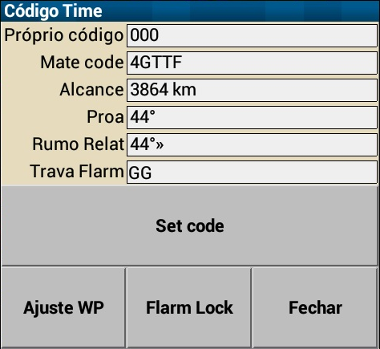 Código Time
Próprio código 000
Mate code 4GTTF
Alcance 3864 km
Proa 44°
Rumo Relat 44°»
Trava Flarm GG
Set code
Ajuste WP Flarm Lock Fechar